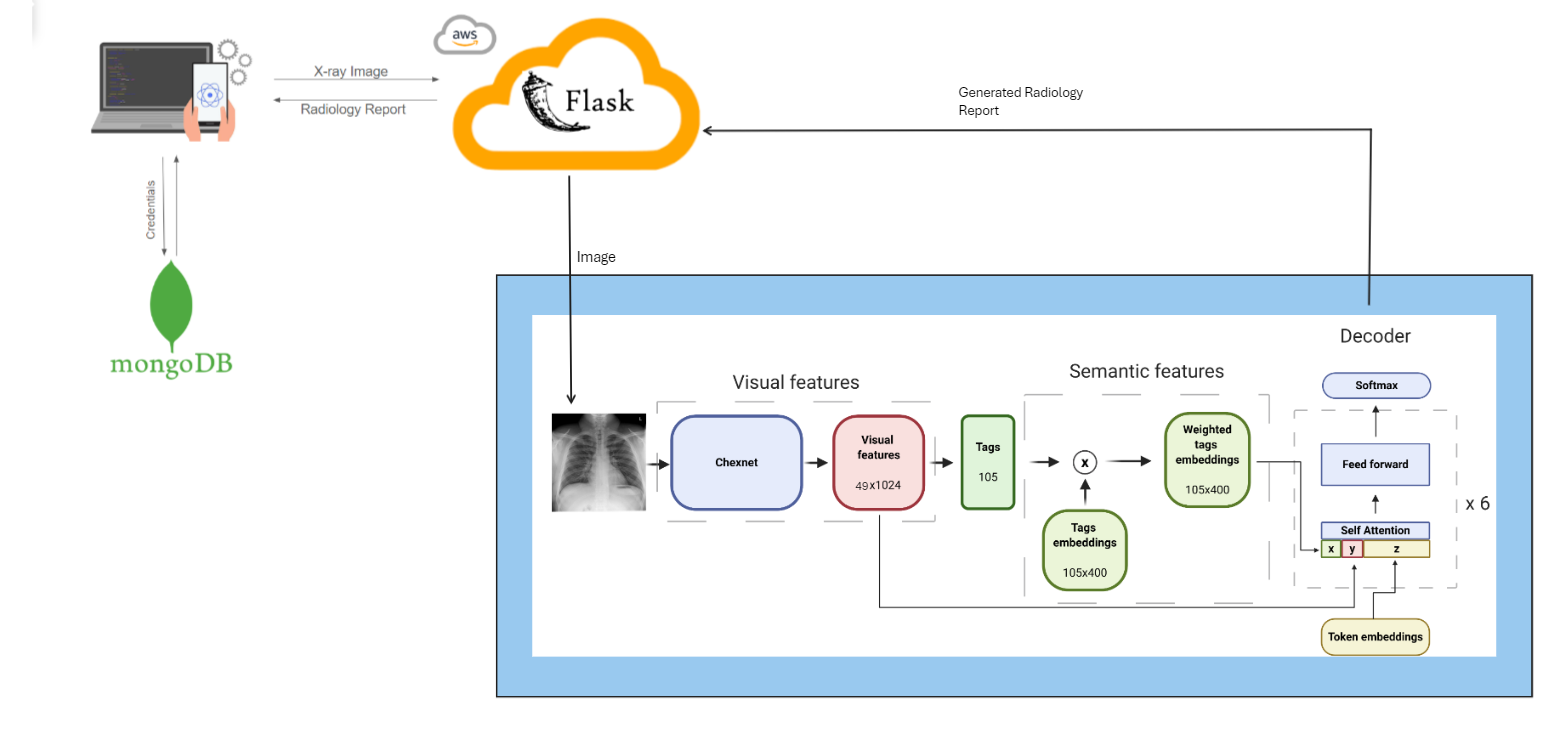 aws
X-ray Image
Radiology Report
Flask
Generated Radiology
Report
Credentials
mongoDB
Image
Decoder
Visual features
Semantic features
Softmax
Chexnet
Visual
features
49x1024
Tags
105
x
Weighted
tags
embeddings
105x400
Feed forward
x 6
Self Attention
x y z
Tags
embeddings
105x400
Token embeddings